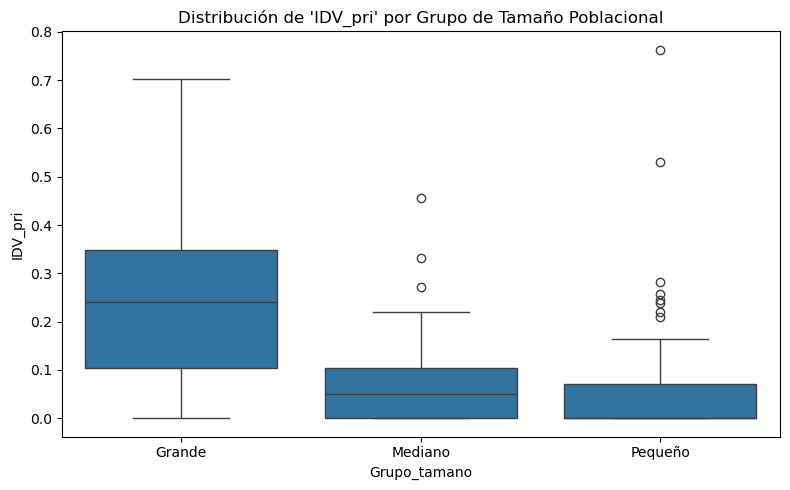 Distribución de 'IDV_pri' por Grupo de Tamaño Poblacional
0.8
0.7
0.6
0.5
0.4
0.3
0.2
0.1
0.0
IDV_pri
Grande
Mediano
Pequeño
Grupo_tamano